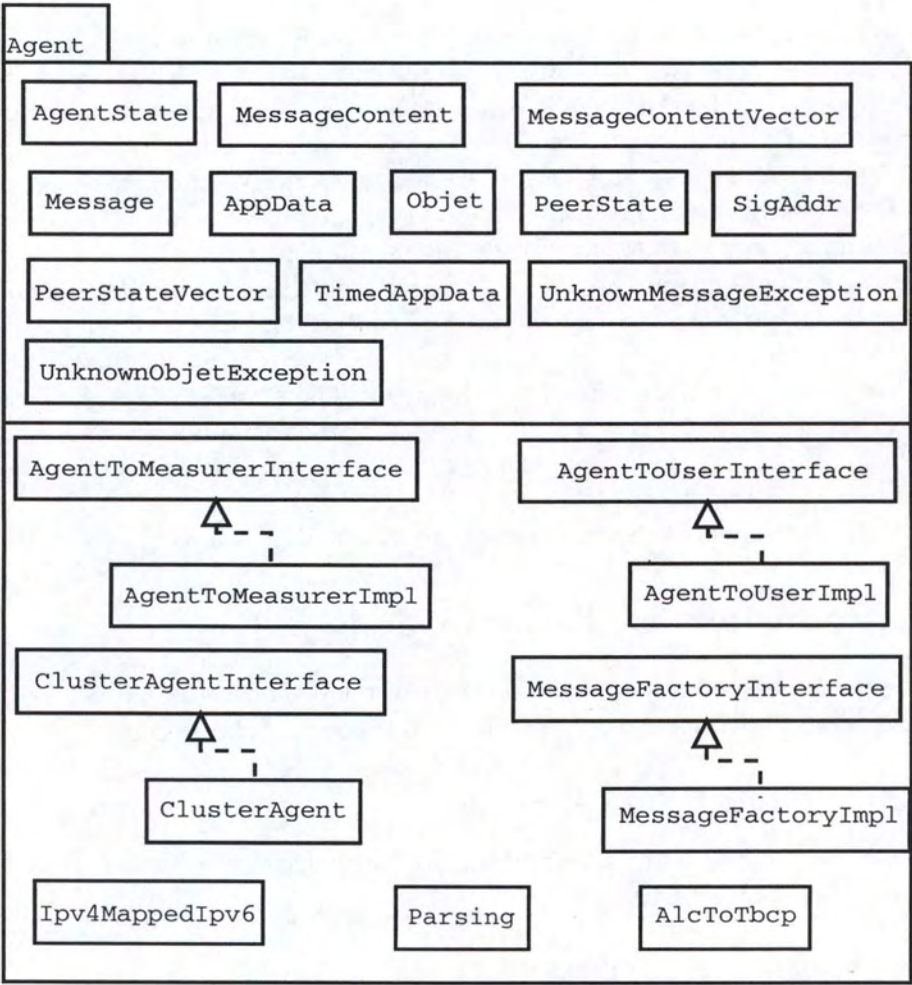 Agent
AgentState
MessageContent
MessageContentVector
Message
AppData
Objet
PeerState
SigAddr
PeerStateVector
TimedAppData
UnknownMessageException
UnknownObjetException
AgentToMeasurerInterface
AgentToUserInterface
AgentToMeasurerImpl
AgentToUserImpl
ClusterAgentInterface
MessageFactoryInterface
ClusterAgent
MessageFactoryImpl
Ipv4MappedIpv6
Parsing
AlcToTbcp